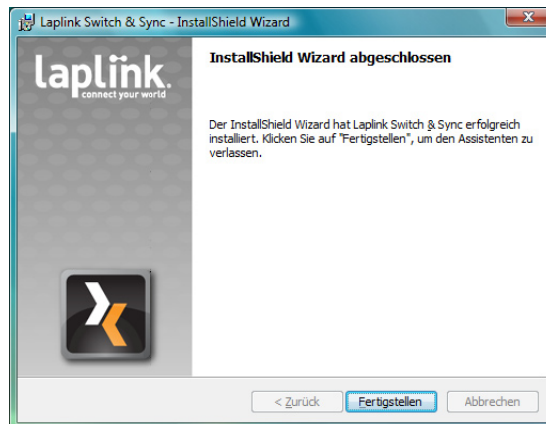 Laplink Switch & Sync - InstallShield Wizard
laplink.
connect your world
InstallShield Wizard abgeschlossen
Der InstallShield Wizard hat Laplink Switch & Sync erfolgreich
installiert. Klicken Sie auf "Fertigstellen", um den Assistenten zu
verlassen.
< Zurück
Fertigstellen
Abbrechen